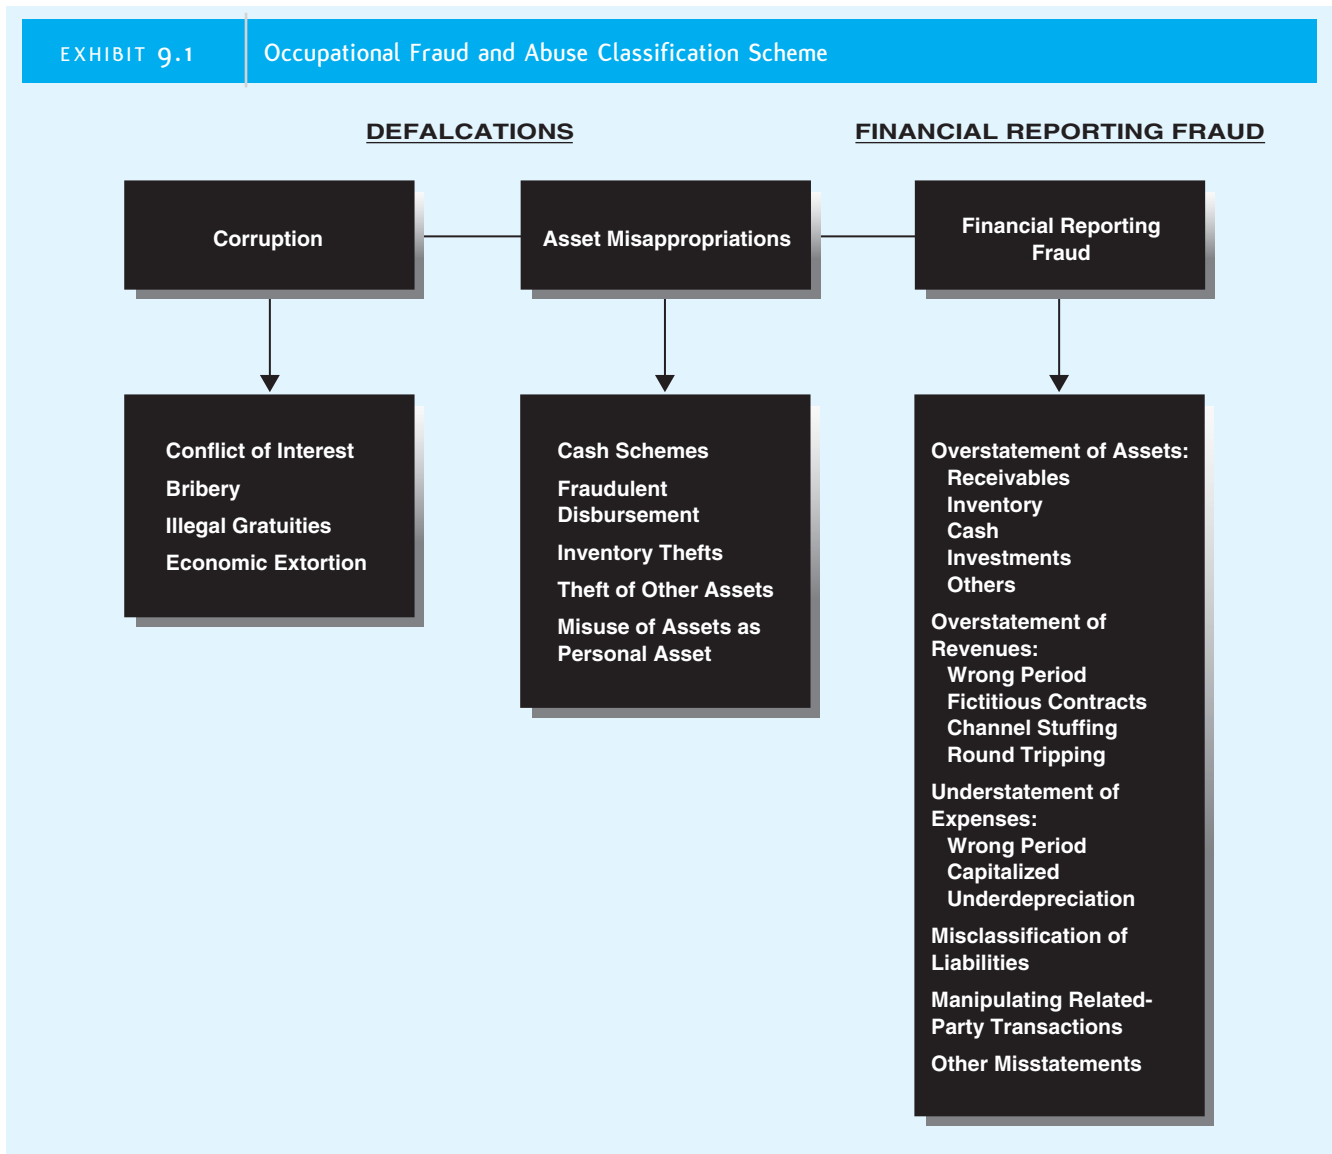 EXHIBIT 9.1
Occupational Fraud and Abuse Classification Scheme
DEFALCATIONS
FINANCIAL REPORTING FRAUD
Corruption
Asset Misappropriations
Financial Reporting
Fraud
Conflict of Interest
Bribery
Illegal Gratuities
Economic Extortion
Cash Schemes
Fraudulent
Disbursement
Inventory Thefts
Theft of Other Assets
Misuse of Assets as
Personal Asset
Overstatement of Assets:
Receivables
Inventory
Cash
Investments
Others
Overstatement of
Revenues:
Wrong Period
Fictitious Contracts
Channel Stuffing
Round Tripping
Understatement of
Expenses:
Wrong Period
Capitalized
Underdepreciation
Misclassification of
Liabilities
Manipulating Related-
Party Transactions
Other Misstatements